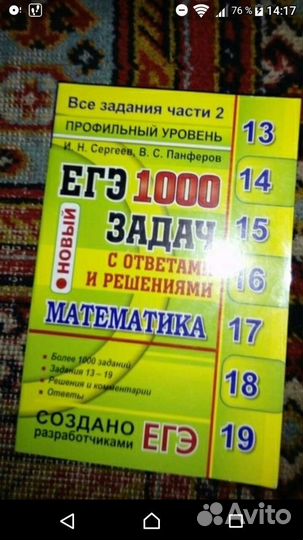 76 % 14:17
Все задания части 2
ПРОФИЛЬНЫЙ УРОВЕНЬ
И. Н. Сергеев, В. С. Панферов
ЕГЭ 1000
ЗАДАЧ
НОВЫЙ
С ОТВЕТАМИ
И РЕШЕНИЯМИ
МАТЕМАТИКА
• Более 1000 заданий
• Задания 13 – 19
• Решения и комментарии
• Ответы
СОЗДАНО
разработчиками ЕГЭ
13
14
15
16
17
18
19
Avito